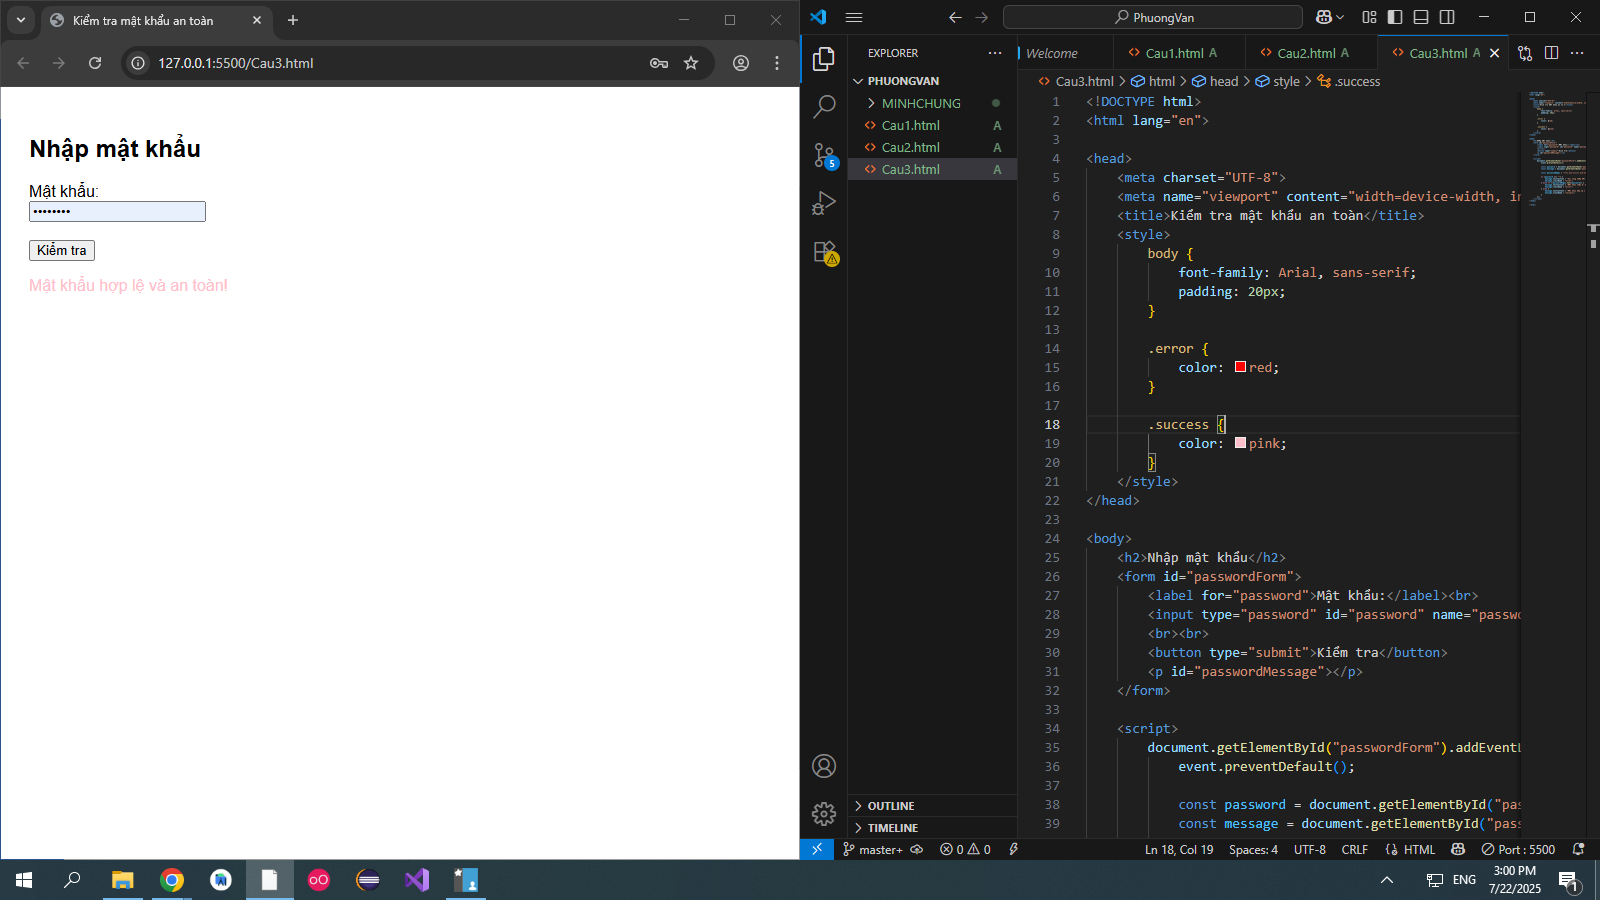 Kiểm tra mật khẩu an toàn
127.0.0.1:5500/Cau3.html
Nhập mật khẩu
Mật khẩu:
••••••••
Kiểm tra
Mật khẩu hợp lệ và an toàn!
PhuongVan
EXPLORER
PHUONGVAN
MINHCHUNG
Cau1.html A
Cau2.html A
Cau3.html A
OUTLINE
TIMELINE
5
Welcome
Cau1.html A
Cau2.html A
Cau3.html A
Cau3.html > html > head > style > .success
1 <!DOCTYPE html>
2 <html lang="en">
3
4 <head>
5 <meta charset="UTF-8">
6 <meta name="viewport" content="width=device-width, in
7 <title>Kiểm tra mật khẩu an toàn</title>
8 <style>
9 body {
10 font-family: Arial, sans-serif;
11 padding: 20px;
12 }
13
14 .error {
15 color: red;
16 }
17
18 .success {
19 color: pink;
20 }
21 </style>
22 </head>
23
24 <body>
25 <h2>Nhập mật khẩu</h2>
26 <form id="passwordForm">
27 <label for="password">Mật khẩu:</label><br>
28 <input type="password" id="password" name="passwo
29 <br><br>
30 <button type="submit">Kiểm tra</button>
31 <p id="passwordMessage"></p>
32 </form>
33
34 <script>
35 document.getElementById("passwordForm").addEventL
36 event.preventDefault();
37
38 const password = document.getElementById("pas
39 const message = document.getElementById("pass
master+
0 0
Ln 18, Col 19
Spaces: 4
UTF-8
CRLF
HTML
Port : 5500
ENG
3:00 PM
7/22/2025
1